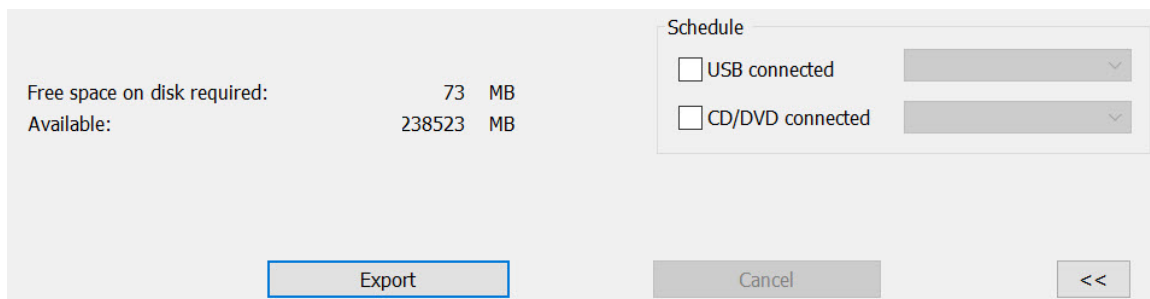 Schedule
USB connected
Free space on disk required: 73 MB
CD/DVD connected
Available: 238523 MB
Export Cancel <<